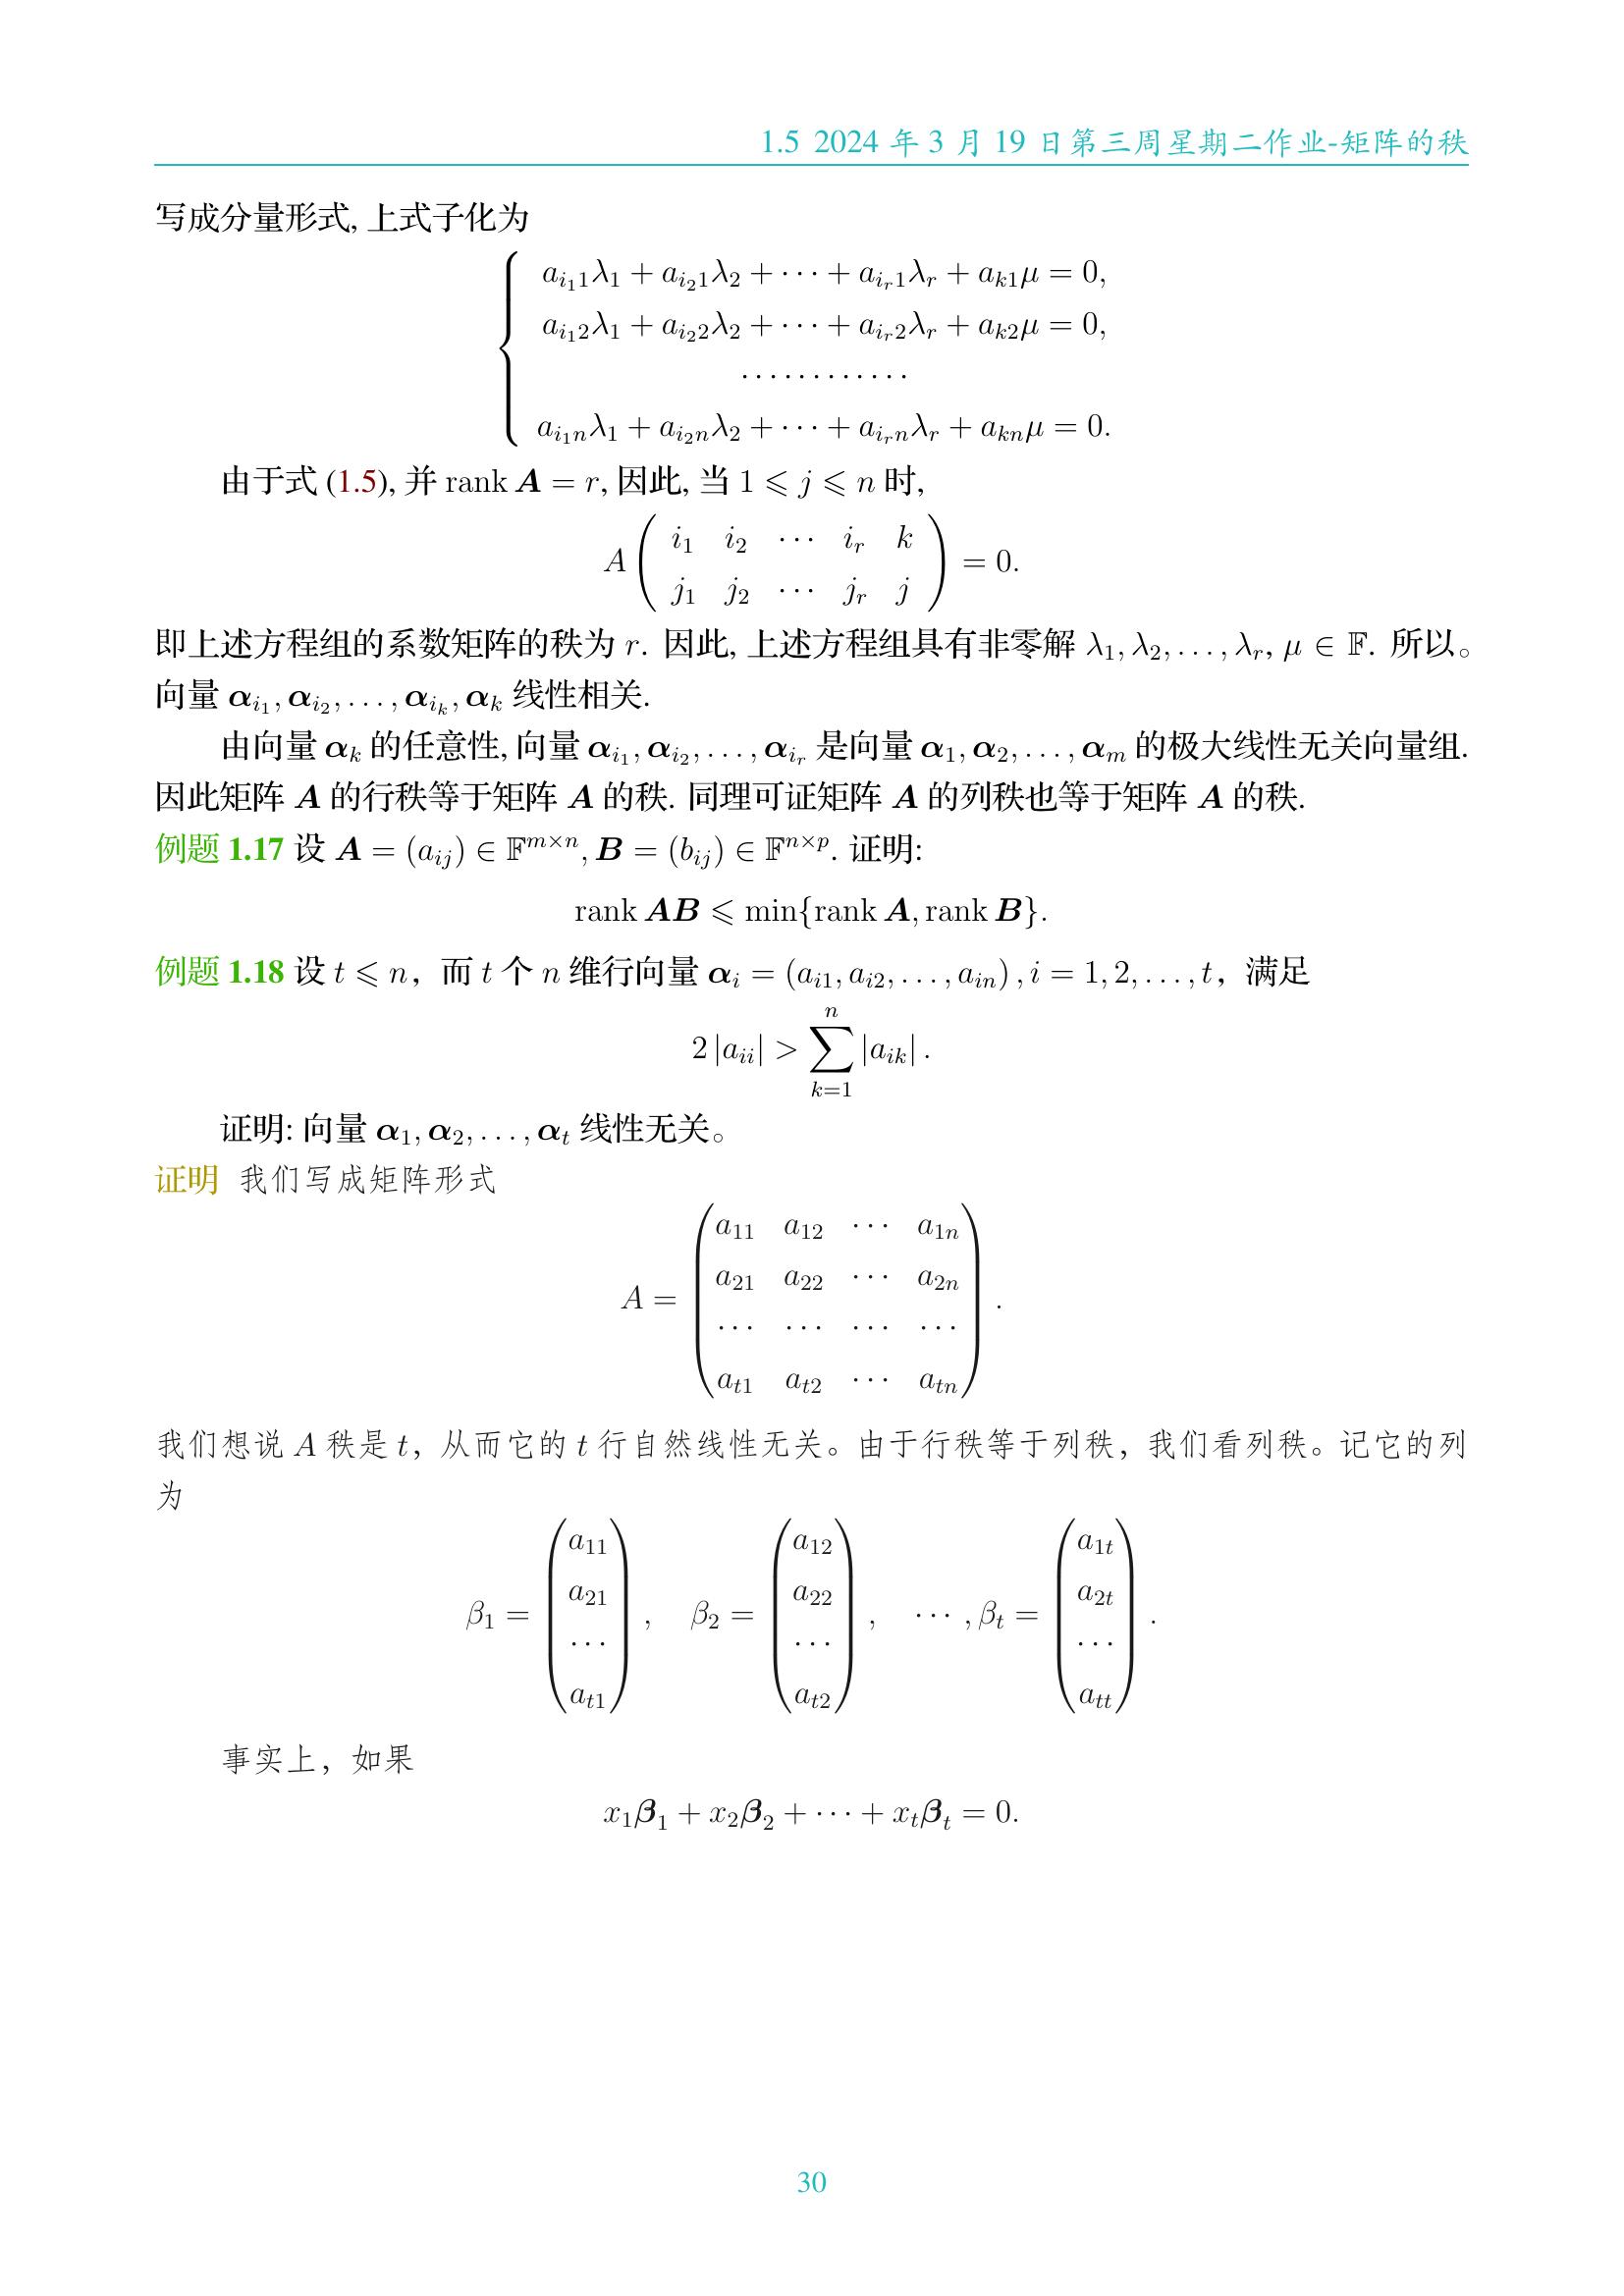 1.5 2024 年 3 月 19 日第三周星期二作业-矩阵的秩
写成分量形式, 上式子化为
$$\begin{cases} a_{i_1 1}\lambda_1 + a_{i_2 1}\lambda_2 + \cdots + a_{i_r 1}\lambda_r + a_{k1}\mu = 0, \\ a_{i_1 2}\lambda_1 + a_{i_2 2}\lambda_2 + \cdots + a_{i_r 2}\lambda_r + a_{k2}\mu = 0, \\ \cdots\cdots\cdots\cdots \\ a_{i_1 n}\lambda_1 + a_{i_2 n}\lambda_2 + \cdots + a_{i_r n}\lambda_r + a_{kn}\mu = 0. \end{cases}$$
由于式 (1.5), 并 $\operatorname{rank} \boldsymbol{A} = r$, 因此, 当 $1 \leqslant j \leqslant n$ 时,
$$A \begin{pmatrix} i_1 & i_2 & \cdots & i_r & k \\ j_1 & j_2 & \cdots & j_r & j \end{pmatrix} = 0.$$
即上述方程组的系数矩阵的秩为 $r$. 因此, 上述方程组具有非零解 $\lambda_1, \lambda_2, \ldots, \lambda_r, \mu \in \mathbb{F}$. 所以。
向量 $\boldsymbol{\alpha}_{i_1}, \boldsymbol{\alpha}_{i_2}, \ldots, \boldsymbol{\alpha}_{i_k}, \boldsymbol{\alpha}_k$ 线性相关.
由向量 $\boldsymbol{\alpha}_k$ 的任意性, 向量 $\boldsymbol{\alpha}_{i_1}, \boldsymbol{\alpha}_{i_2}, \ldots, \boldsymbol{\alpha}_{i_r}$ 是向量 $\boldsymbol{\alpha}_1, \boldsymbol{\alpha}_2, \ldots, \boldsymbol{\alpha}_m$ 的极大线性无关向量组.
因此矩阵 $\boldsymbol{A}$ 的行秩等于矩阵 $\boldsymbol{A}$ 的秩. 同理可证矩阵 $\boldsymbol{A}$ 的列秩也等于矩阵 $\boldsymbol{A}$ 的秩.
例题 1.17 设 $\boldsymbol{A} = (a_{ij}) \in \mathbb{F}^{m \times n}, \boldsymbol{B} = (b_{ij}) \in \mathbb{F}^{n \times p}$. 证明:
$$\operatorname{rank} \boldsymbol{AB} \leqslant \min\{\operatorname{rank} \boldsymbol{A}, \operatorname{rank} \boldsymbol{B}\}.$$
例题 1.18 设 $t \leqslant n$，而 $t$ 个 $n$ 维行向量 $\boldsymbol{\alpha}_i = (a_{i1}, a_{i2}, \ldots, a_{in}), i = 1, 2, \ldots, t$，满足
$$2|a_{ii}| > \sum_{k=1}^{n} |a_{ik}|.$$
证明: 向量 $\boldsymbol{\alpha}_1, \boldsymbol{\alpha}_2, \ldots, \boldsymbol{\alpha}_t$ 线性无关。
证明 我们写成矩阵形式
$$A = \begin{pmatrix} a_{11} & a_{12} & \cdots & a_{1n} \\ a_{21} & a_{22} & \cdots & a_{2n} \\ \cdots & \cdots & \cdots & \cdots \\ a_{t1} & a_{t2} & \cdots & a_{tn} \end{pmatrix}.$$
我们想说 $A$ 秩是 $t$，从而它的 $t$ 行自然线性无关。由于行秩等于列秩，我们看列秩。记它的列
为
$$\beta_1 = \begin{pmatrix} a_{11} \\ a_{21} \\ \cdots \\ a_{t1} \end{pmatrix}, \quad \beta_2 = \begin{pmatrix} a_{12} \\ a_{22} \\ \cdots \\ a_{t2} \end{pmatrix}, \quad \cdots, \beta_t = \begin{pmatrix} a_{1t} \\ a_{2t} \\ \cdots \\ a_{tt} \end{pmatrix}.$$
事实上，如果
$$x_1\boldsymbol{\beta}_1 + x_2\boldsymbol{\beta}_2 + \cdots + x_t\boldsymbol{\beta}_t = 0.$$
30